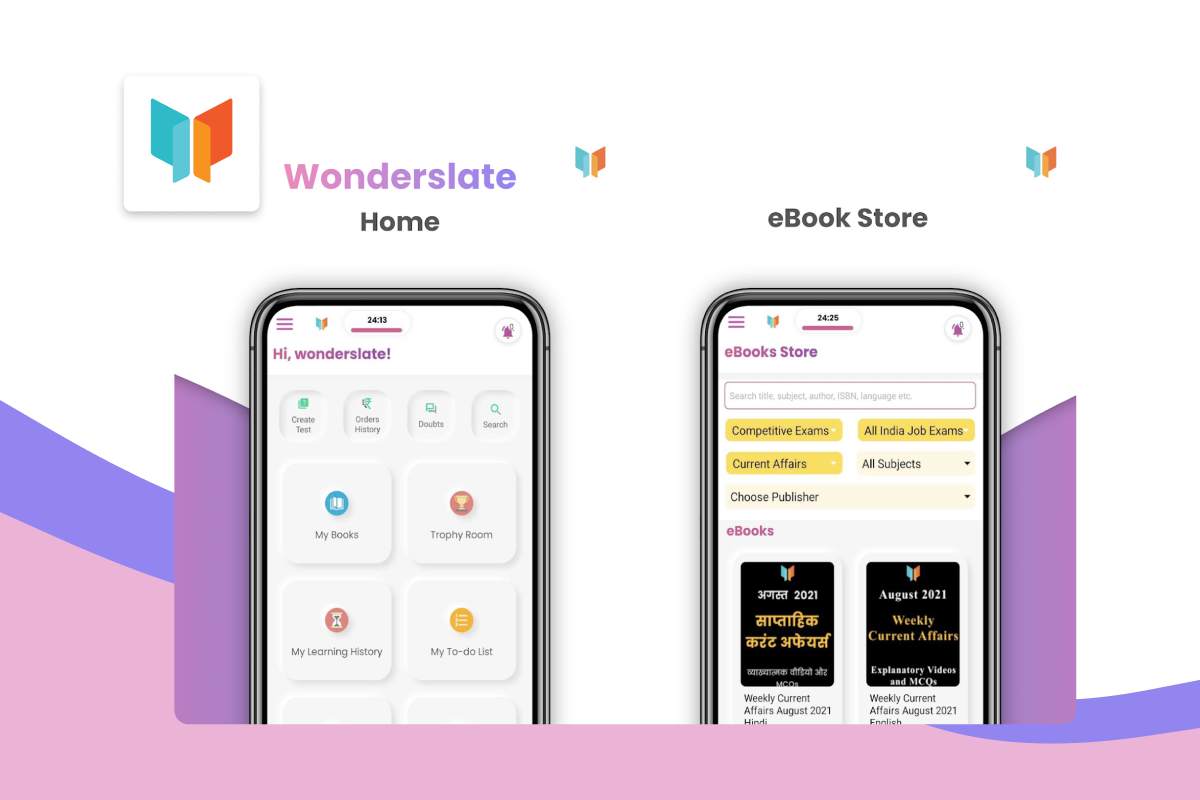 Wonderslate
Home
eBook Store
24:13
Hi, wonderslate!
Create
Test
Orders
History
Doubts
Search
My Books
Trophy Room
My Learning History
My To-do List
24:25
eBooks Store
Search title, subject, author, ISBN, language etc.
Competitive Exams
All India Job Exams
Current Affairs
All Subjects
Choose Publisher
eBooks
अगस्त 2021
साप्ताहिक
करंट अफेयर्स
व्याख्यात्मक वीडियो और
MCQs
Weekly Current
Affairs August 2021
Hindi
August 2021
Weekly
Current Affairs
Explanatory Videos
and MCQs
Weekly Current
Affairs August 2021
English